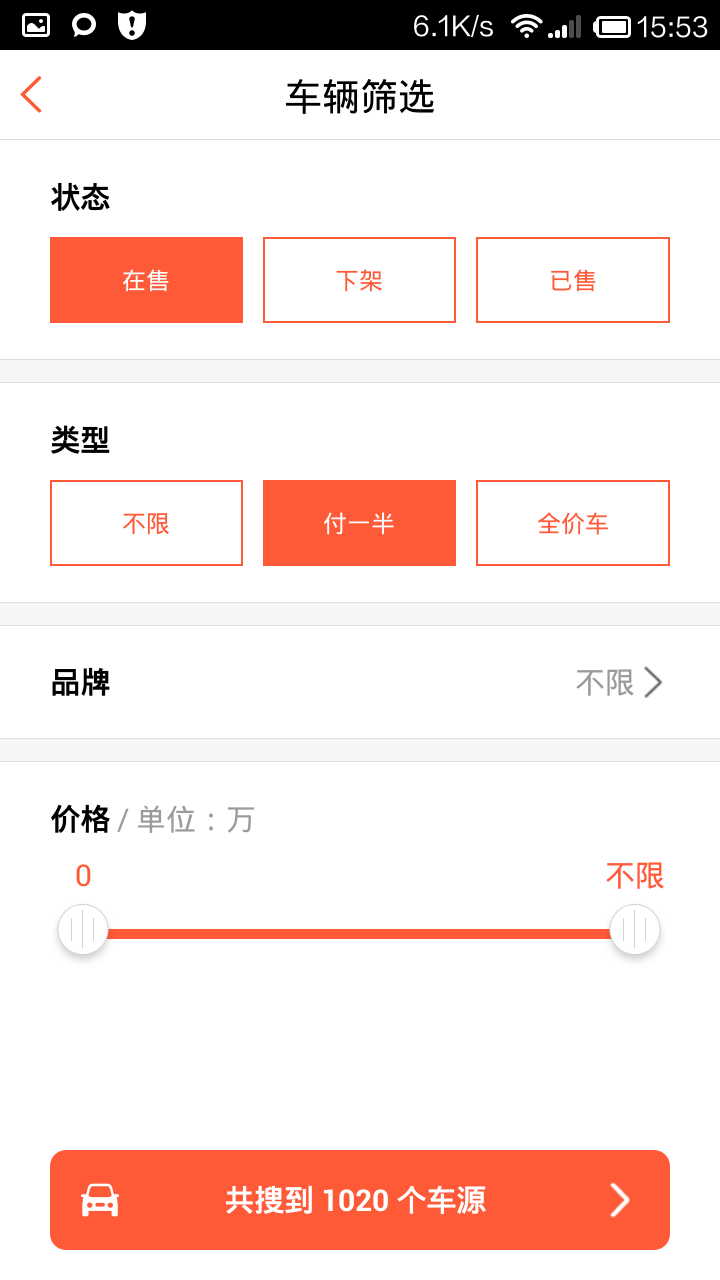 6.1K/s 15:53
车辆筛选
状态
在售 下架 已售
类型
不限 付一半 全价车
品牌 不限
价格 / 单位：万
0 不限
共搜到 1020 个车源